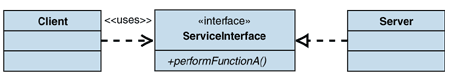 Client
<<uses>>
«interface»
ServiceInterface
+performFunctionA()
Server